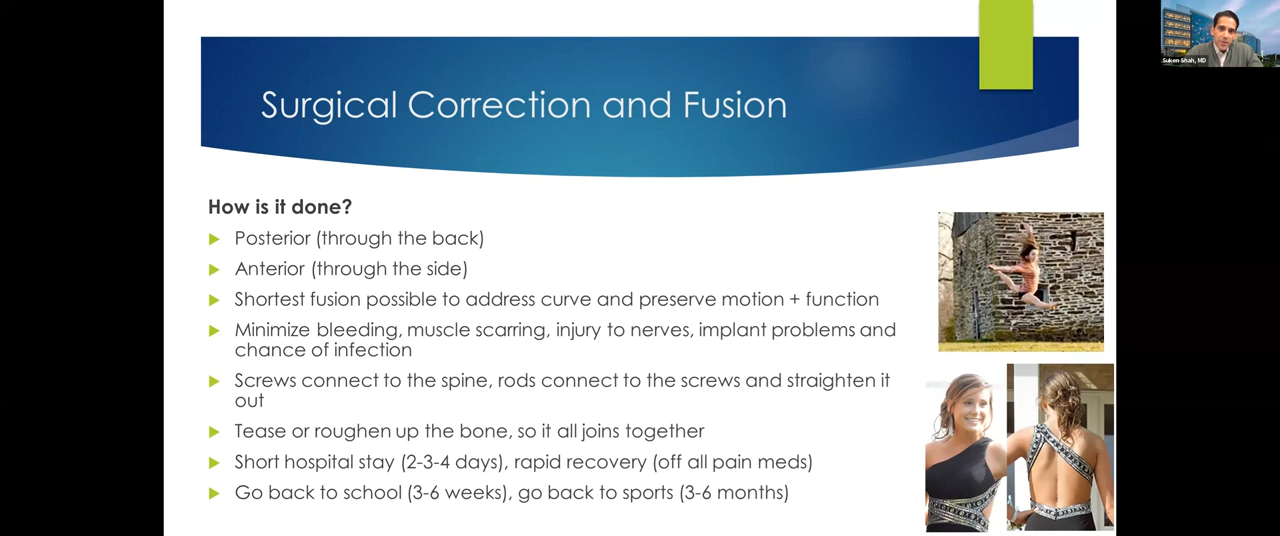 Suken Shah, MD
Surgical Correction and Fusion
How is it done?
Posterior (through the back)
Anterior (through the side)
Shortest fusion possible to address curve and preserve motion + function
Minimize bleeding, muscle scarring, injury to nerves, implant problems and
chance of infection
Screws connect to the spine, rods connect to the screws and straighten it
out
Tease or roughen up the bone, so it all joins together
Short hospital stay (2-3-4 days), rapid recovery (off all pain meds)
Go back to school (3-6 weeks), go back to sports (3-6 months)